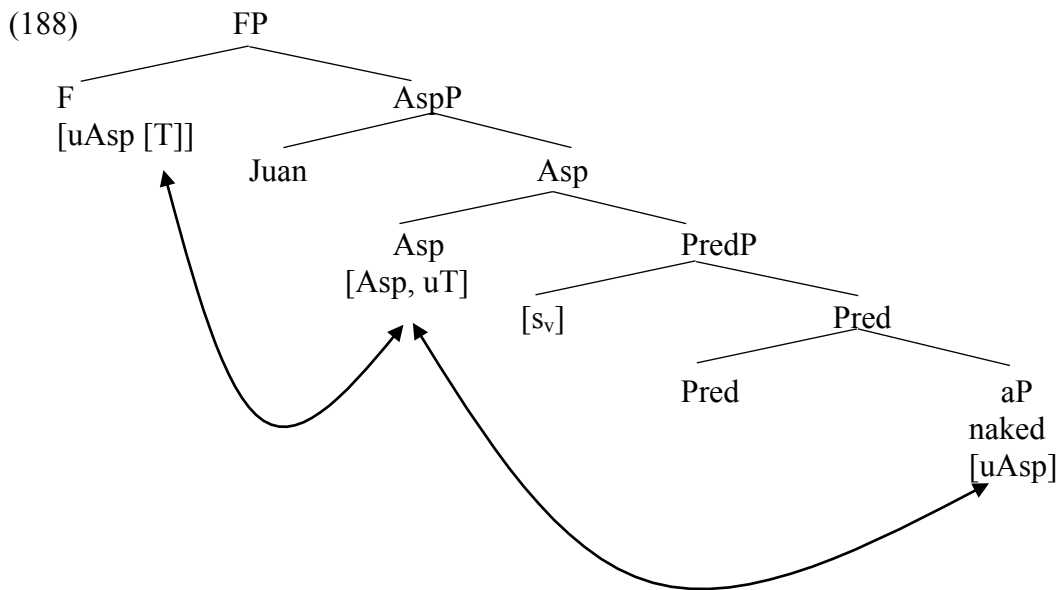 (188) FP
F AspP
[uAsp [T]]
Juan Asp
Asp PredP
[Asp, uT]
[sᵥ] Pred
Pred aP
naked
[uAsp]